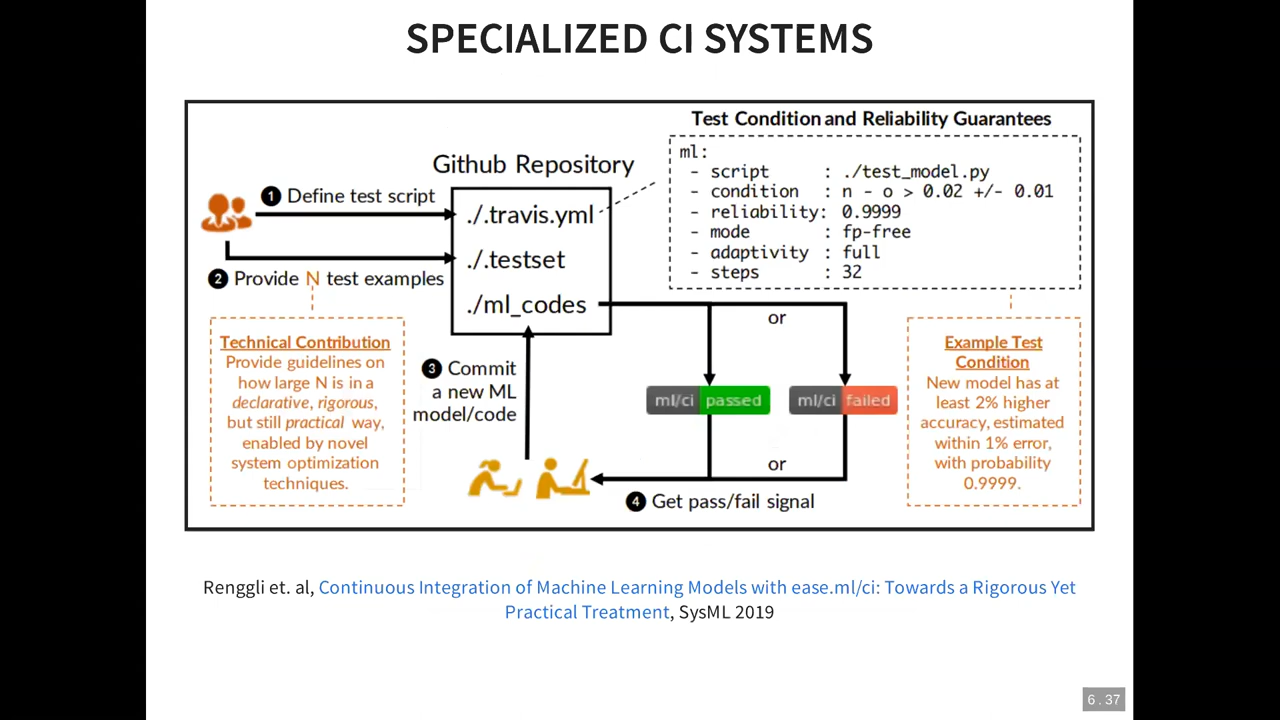 SPECIALIZED CI SYSTEMS
Test Condition and Reliability Guarantees
ml:
- script : ./test_model.py
- condition : n - o > 0.02 +/- 0.01
- reliability: 0.9999
- mode : fp-free
- adaptivity : full
- steps : 32
Github Repository
./.travis.yml
./.testset
./ml_codes
1 Define test script
2 Provide N test examples
Technical Contribution
Provide guidelines on
how large N is in a
declarative, rigorous,
but still practical way,
enabled by novel
system optimization
techniques.
3 Commit
a new ML
model/code
or
ml/ci passed
ml/ci failed
or
4 Get pass/fail signal
Example Test
Condition
New model has at
least 2% higher
accuracy, estimated
within 1% error,
with probability
0.9999.
Renggli et. al, Continuous Integration of Machine Learning Models with ease.ml/ci: Towards a Rigorous Yet
Practical Treatment, SysML 2019
6 . 37